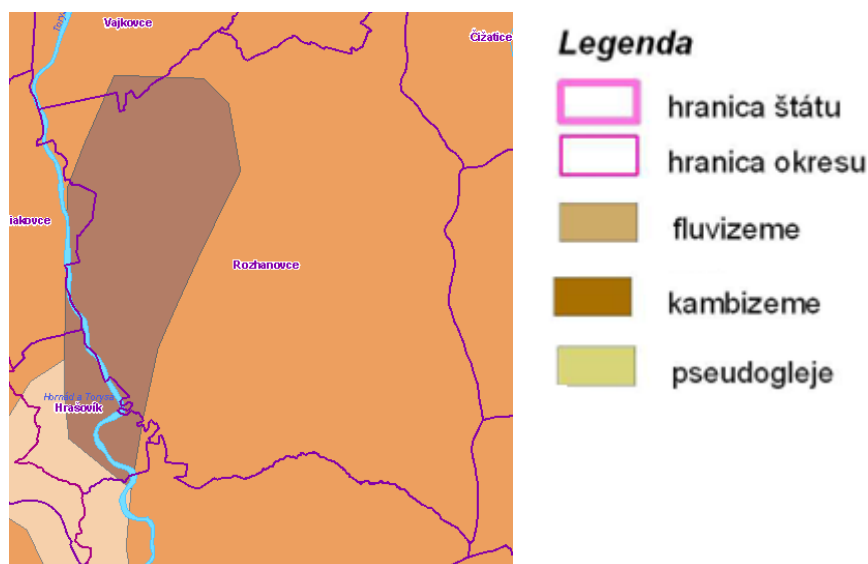 Vajkovce
Čižatice
iakovce
Rozhanovce
Hornád a Torysa
Hrašovík
Legenda
hranica štátu
hranica okresu
fluvizeme
kambizeme
pseudogleje